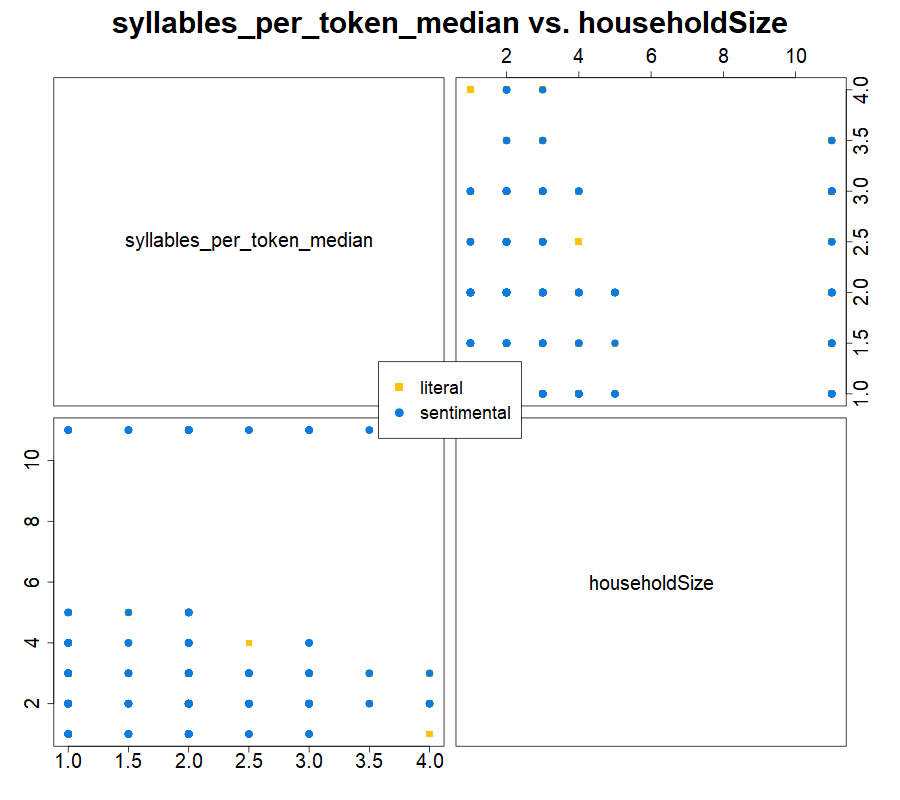 syllables_per_token_median vs. householdSize
2 4 6 8 10
syllables_per_token_median
4.0
3.5
3.0
2.5
2.0
1.5
1.0
literal
sentimental
10
8
6
4
2
householdSize
1.0 1.5 2.0 2.5 3.0 3.5 4.0